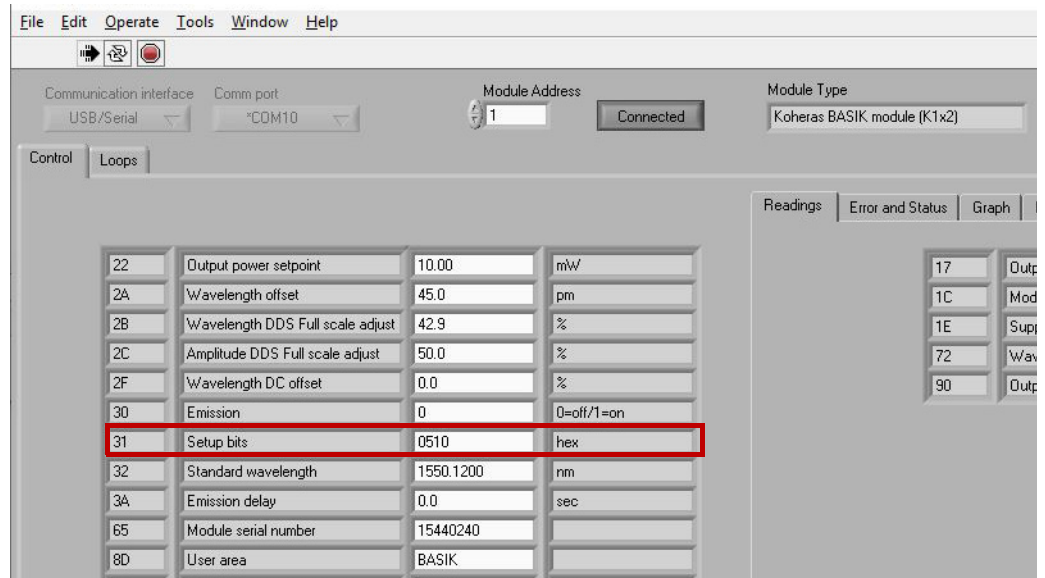 File Edit Operate Tools Window Help
Communication interface Comm port Module Address Module Type
USB/Serial *COM10 1 Connected Koheras BASIK module (K1x2)
Control Loops
Readings Error and Status Graph
22 Output power setpoint 10.00 mW
2A Wavelength offset 45.0 pm
2B Wavelength DDS Full scale adjust 42.9 %
2C Amplitude DDS Full scale adjust 50.0 %
2F Wavelength DC offset 0.0 %
30 Emission 0 0=off/1=on
31 Setup bits 0510 hex
32 Standard wavelength 1550.1200 nm
3A Emission delay 0.0 sec
65 Module serial number 15440240
8D User area BASIK
17 Outp
1C Mod
1E Supp
72 Wav
90 Outp